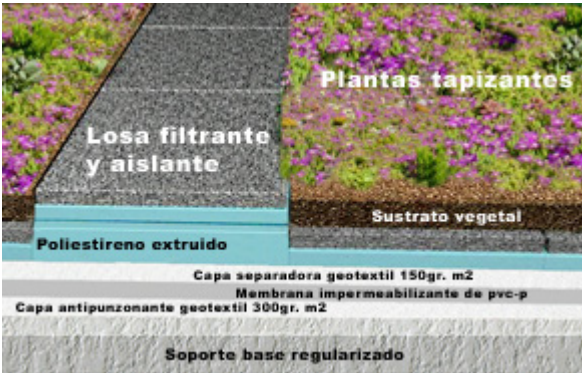 Plantas tapizantes
Losa filtrante
y aislante
Sustrato vegetal
Poliestireno extruido
Capa separadora geotextil 150gr. m2
Membrana impermeabilizante de pvc-p
Capa antipunzonante geotextil 300gr. m2
Soporte base regularizado